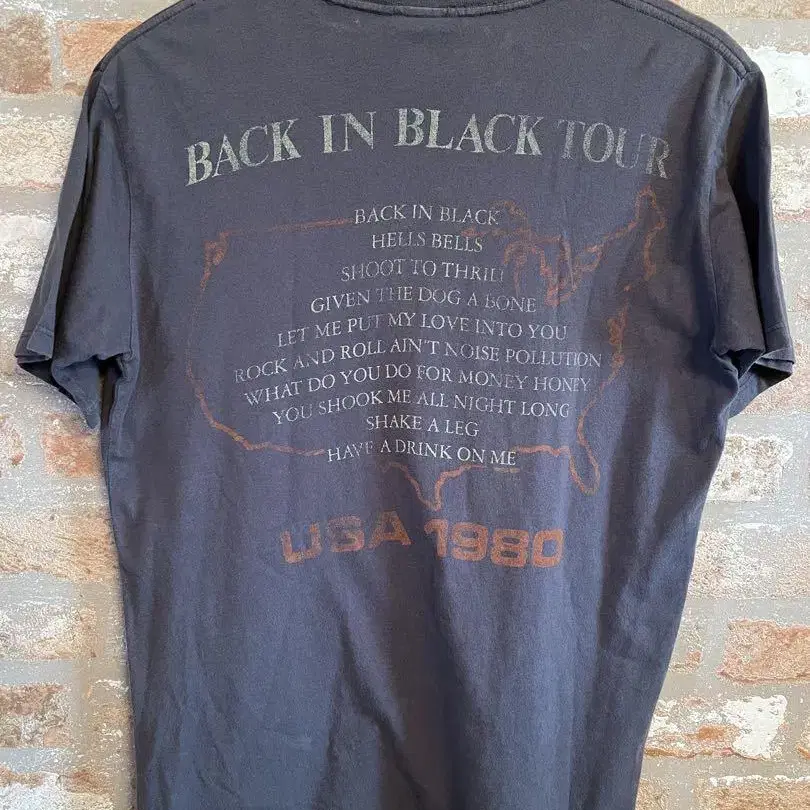 BACK IN BLACK TOUR
BACK IN BLACK
HELLS BELLS
SHOOT TO THRILL
GIVEN THE DOG A BONE
LET ME PUT MY LOVE INTO YOU
ROCK AND ROLL AIN'T NOISE POLLUTION
WHAT DO YOU DO FOR MONEY HONEY
YOU SHOOK ME ALL NIGHT LONG
SHAKE A LEG
HAVE A DRINK ON ME
USA 1980